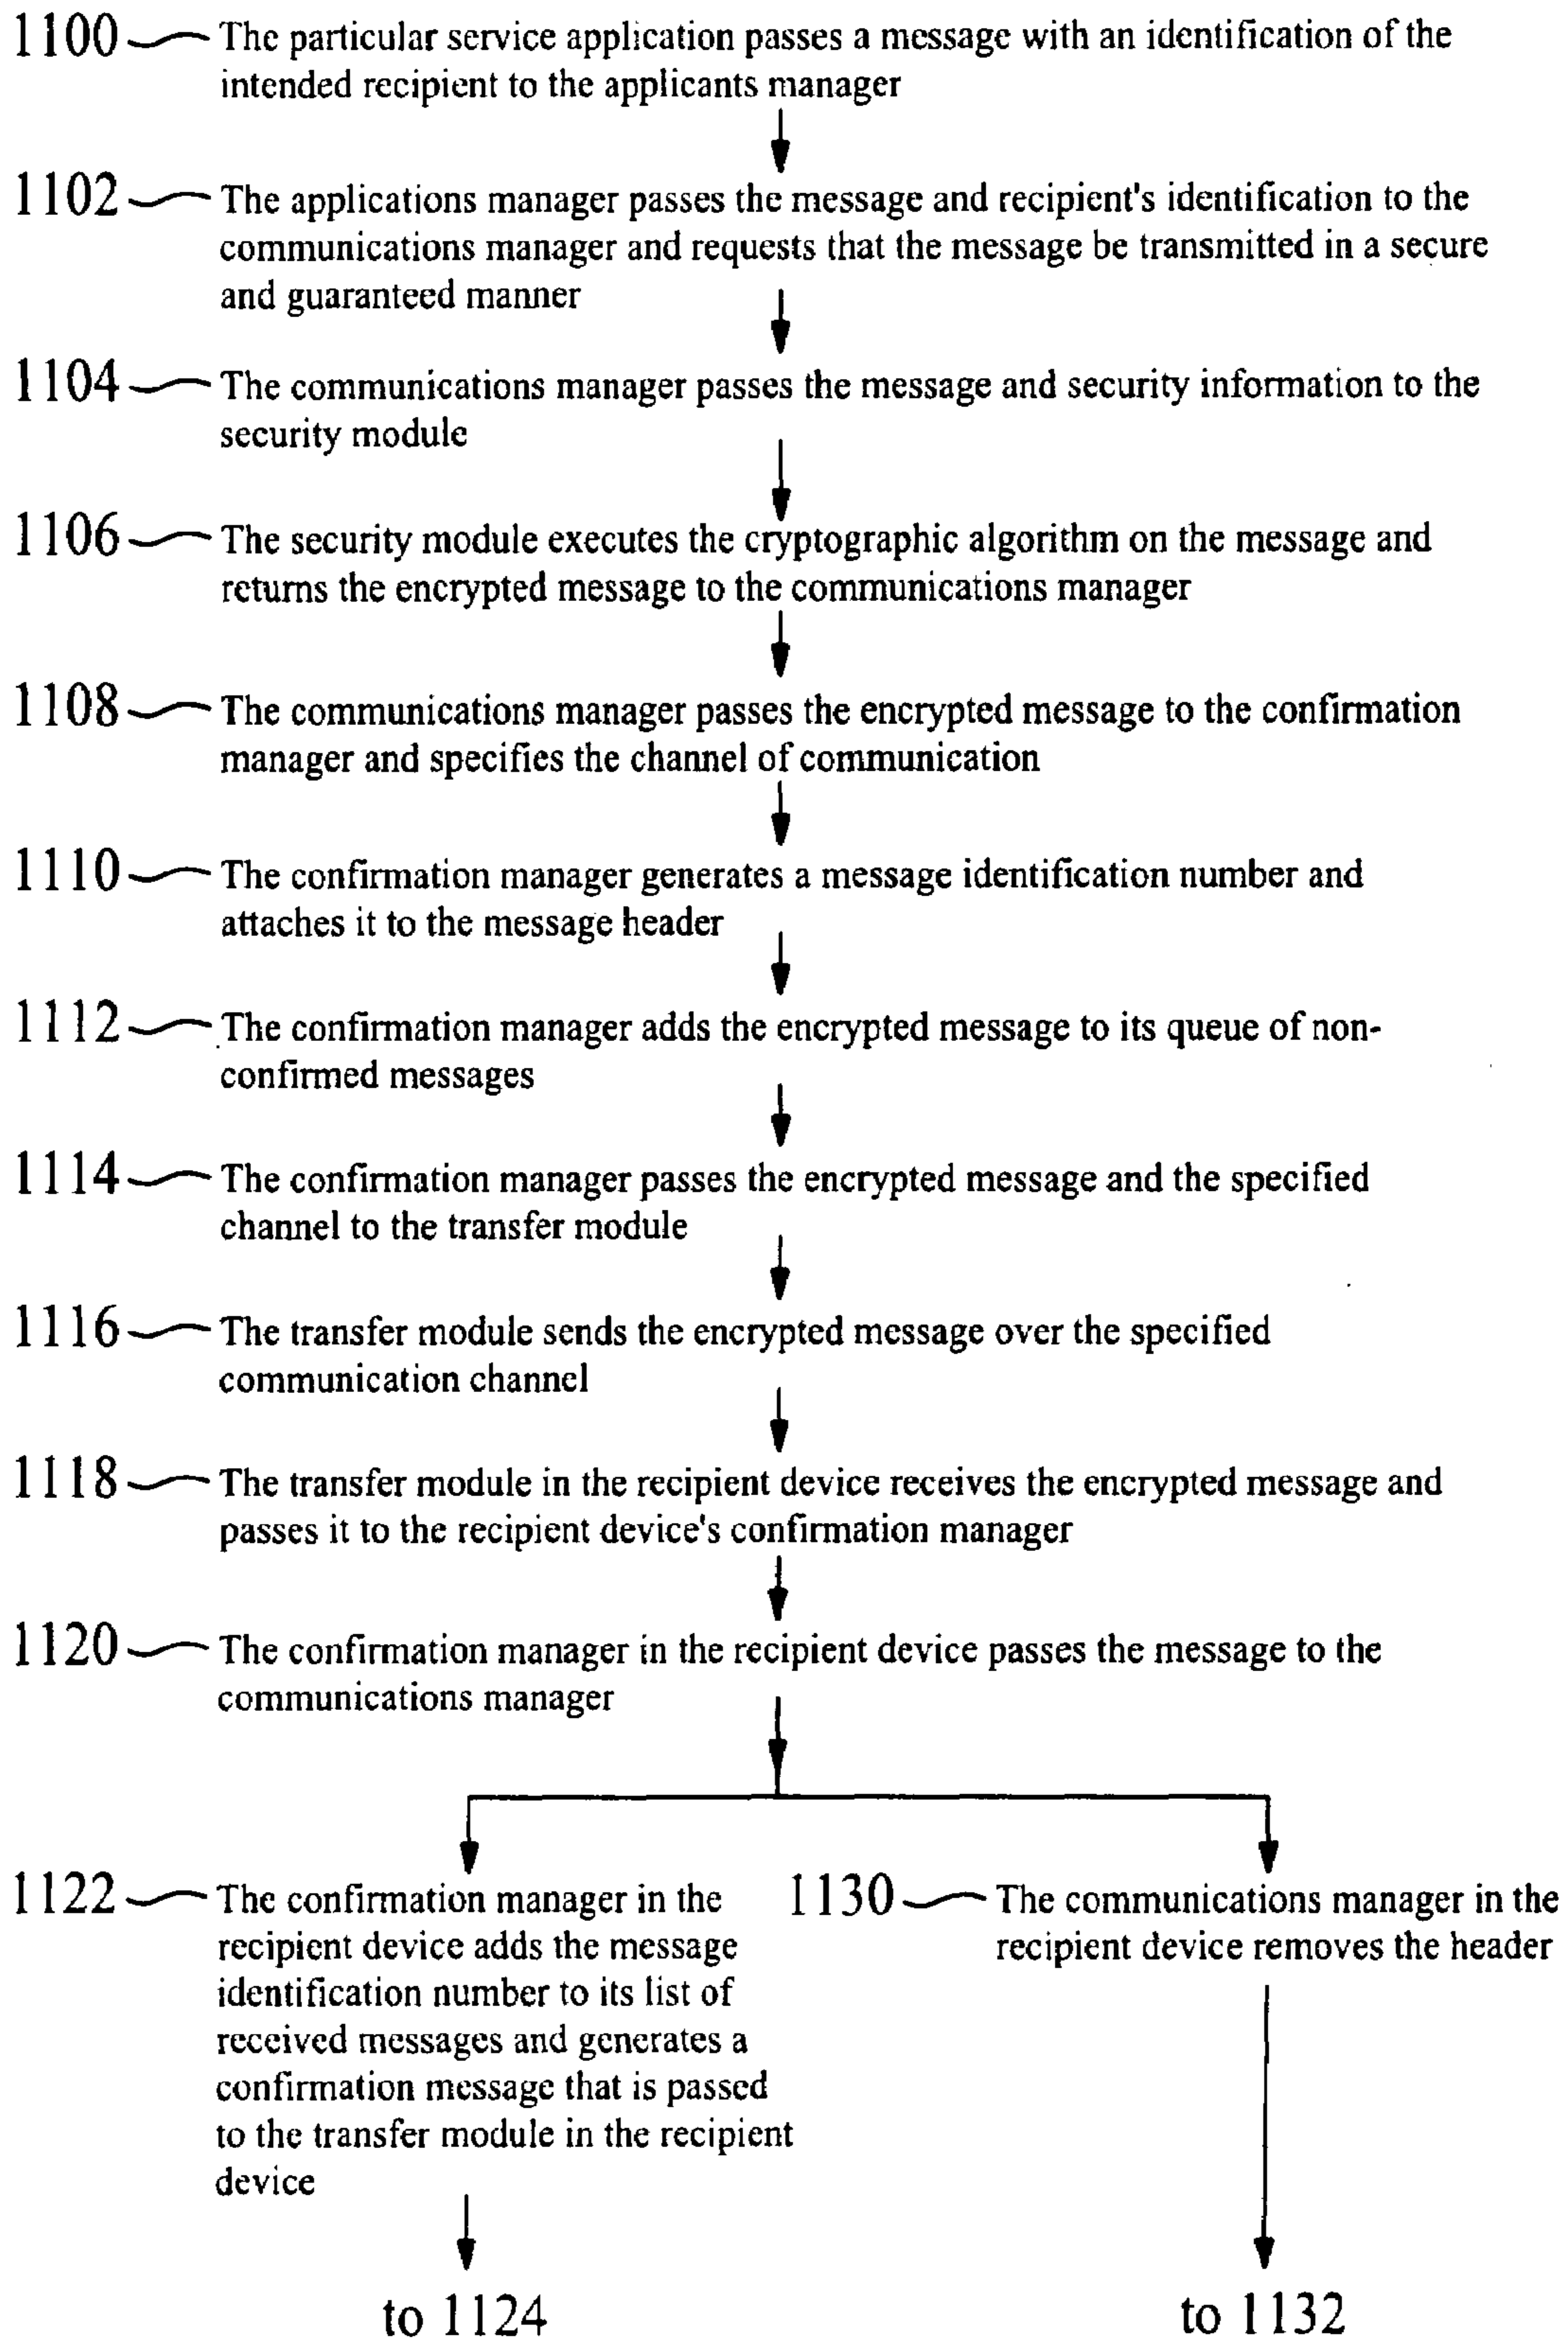 1100 The particular service application passes a message with an identification of the
intended recipient to the applicants manager
1102 The applications manager passes the message and recipient's identification to the
communications manager and requests that the message be transmitted in a secure
and guaranteed manner
1104 The communications manager passes the message and security information to the
security module
1106 The security module executes the cryptographic algorithm on the message and
returns the encrypted message to the communications manager
1108 The communications manager passes the encrypted message to the confirmation
manager and specifies the channel of communication
1110 The confirmation manager generates a message identification number and
attaches it to the message header
1112 The confirmation manager adds the encrypted message to its queue of non-
confirmed messages
1114 The confirmation manager passes the encrypted message and the specified
channel to the transfer module
1116 The transfer module sends the encrypted message over the specified
communication channel
1118 The transfer module in the recipient device receives the encrypted message and
passes it to the recipient device's confirmation manager
1120 The confirmation manager in the recipient device passes the message to the
communications manager
1122 The confirmation manager in the
recipient device adds the message
identification number to its list of
received messages and generates a
confirmation message that is passed
to the transfer module in the recipient
device
to 1124
1130 The communications manager in the
recipient device removes the header
to 1132